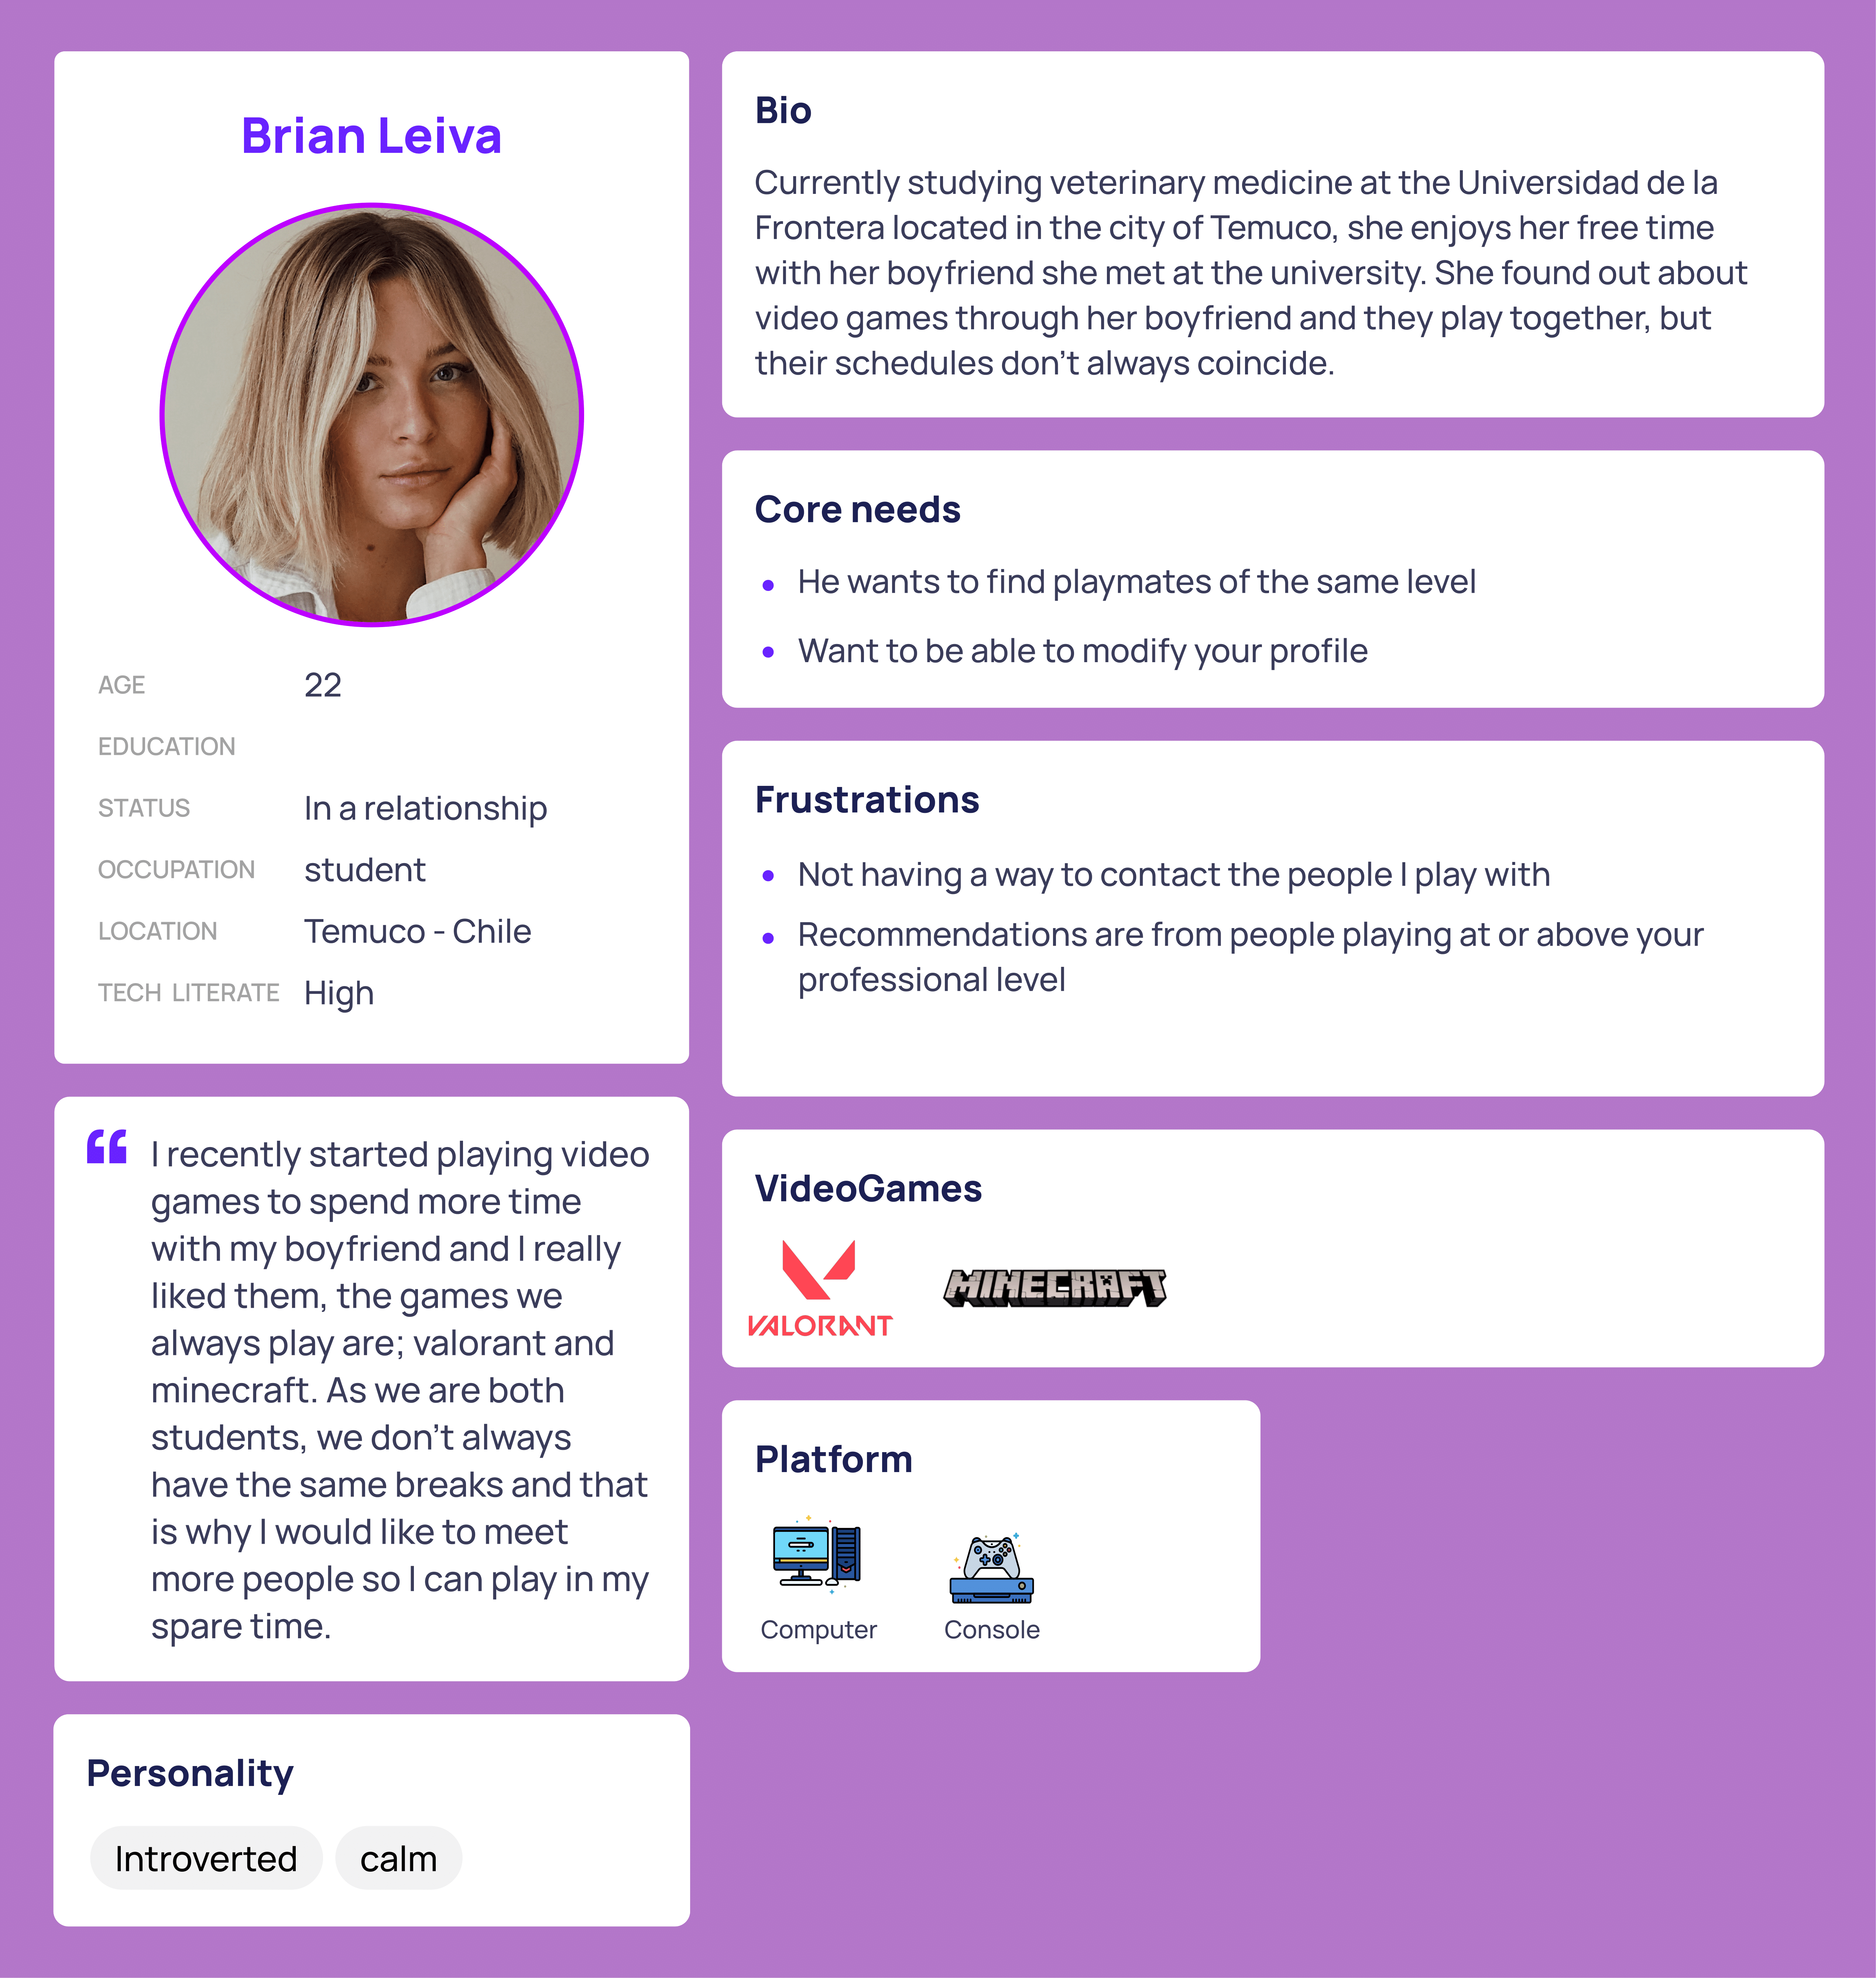 Brian Leiva
AGE 22
EDUCATION
STATUS In a relationship
OCCUPATION student
LOCATION Temuco - Chile
TECH LITERATE High
“ I recently started playing video
games to spend more time
with my boyfriend and I really
liked them, the games we
always play are; valorant and
minecraft. As we are both
students, we don’t always
have the same breaks and that
is why I would like to meet
more people so I can play in my
spare time.
Personality
Introverted calm
Bio
Currently studying veterinary medicine at the Universidad de la
Frontera located in the city of Temuco, she enjoys her free time
with her boyfriend she met at the university. She found out about
video games through her boyfriend and they play together, but
their schedules don’t always coincide.
Core needs
• He wants to find playmates of the same level
• Want to be able to modify your profile
Frustrations
• Not having a way to contact the people I play with
• Recommendations are from people playing at or above your
professional level
VideoGames
VALORANT MINECRAFT
Platform
Computer Console